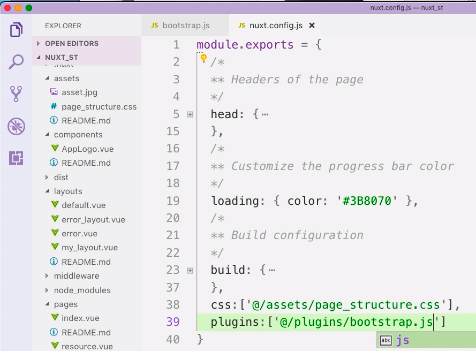 nuxt.config.js — nuxt_st
EXPLORER
OPEN EDITORS
NUXT_ST
assets
asset.jpg
page_structure.css
README.md
components
AppLogo.vue
README.md
dist
layouts
default.vue
error_layout.vue
error.vue
my_layout.vue
README.md
middleware
node_modules
pages
index.vue
README.md
resource.vue
JS bootstrap.js JS nuxt.config.js ×
1 module.exports = {
2 /*
3 ** Headers of the page
4 */
5 head: {…
15 },
16 /*
17 ** Customize the progress bar color
18 */
19 loading: { color: '#3B8070' },
20 /*
21 ** Build configuration
22 */
23 build: {…
37 },
38 css:['@/assets/page_structure.css'],
39 plugins:['@/plugins/bootstrap.js']
40 }
abc js